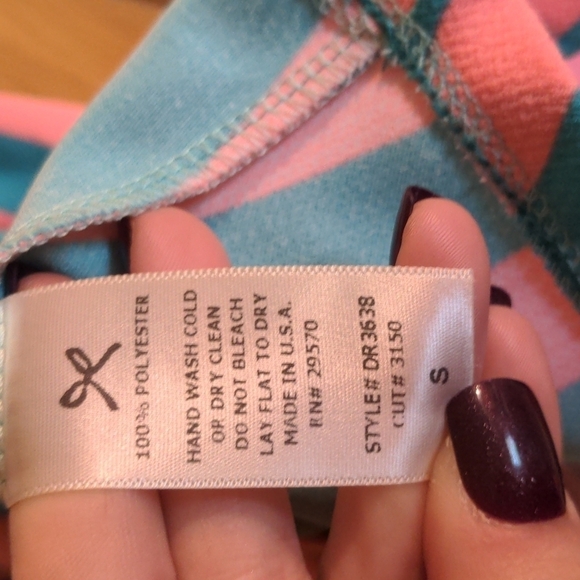 100% POLYESTER
HAND WASH COLD
OR DRY CLEAN
DO NOT BLEACH
LAY FLAT TO DRY
MADE IN U.S.A.
RN# 29570
STYLE# DR3638
CUT# 3150
S